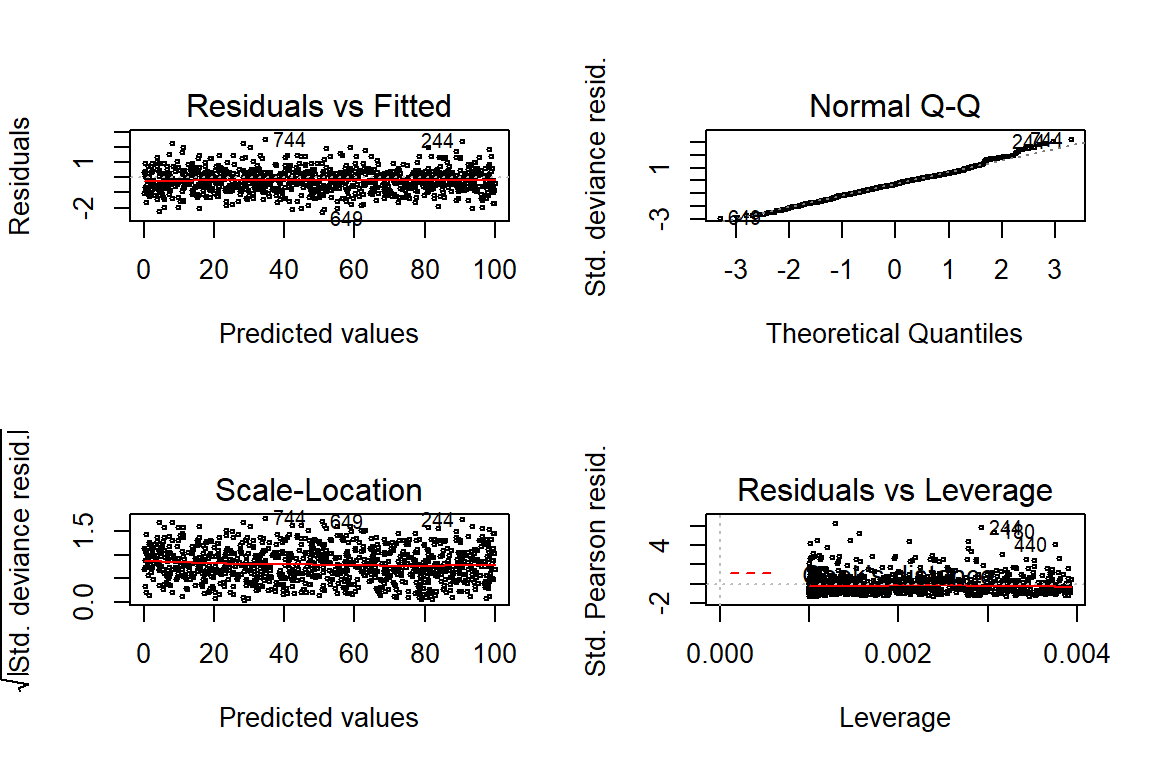 Residuals vs Fitted
Residuals
1
-2
744
244
649
0 20 40 60 80 100
Predicted values
Normal Q-Q
Std. deviance resid.
1
-3
244
744
649
-3 -2 -1 0 1 2 3
Theoretical Quantiles
Scale-Location
√|Std. deviance resid.|
1.5
0.0
744
649
244
0 20 40 60 80 100
Predicted values
Residuals vs Leverage
Std. Pearson resid.
4
-2
244
440
0.000 0.002 0.004
Leverage